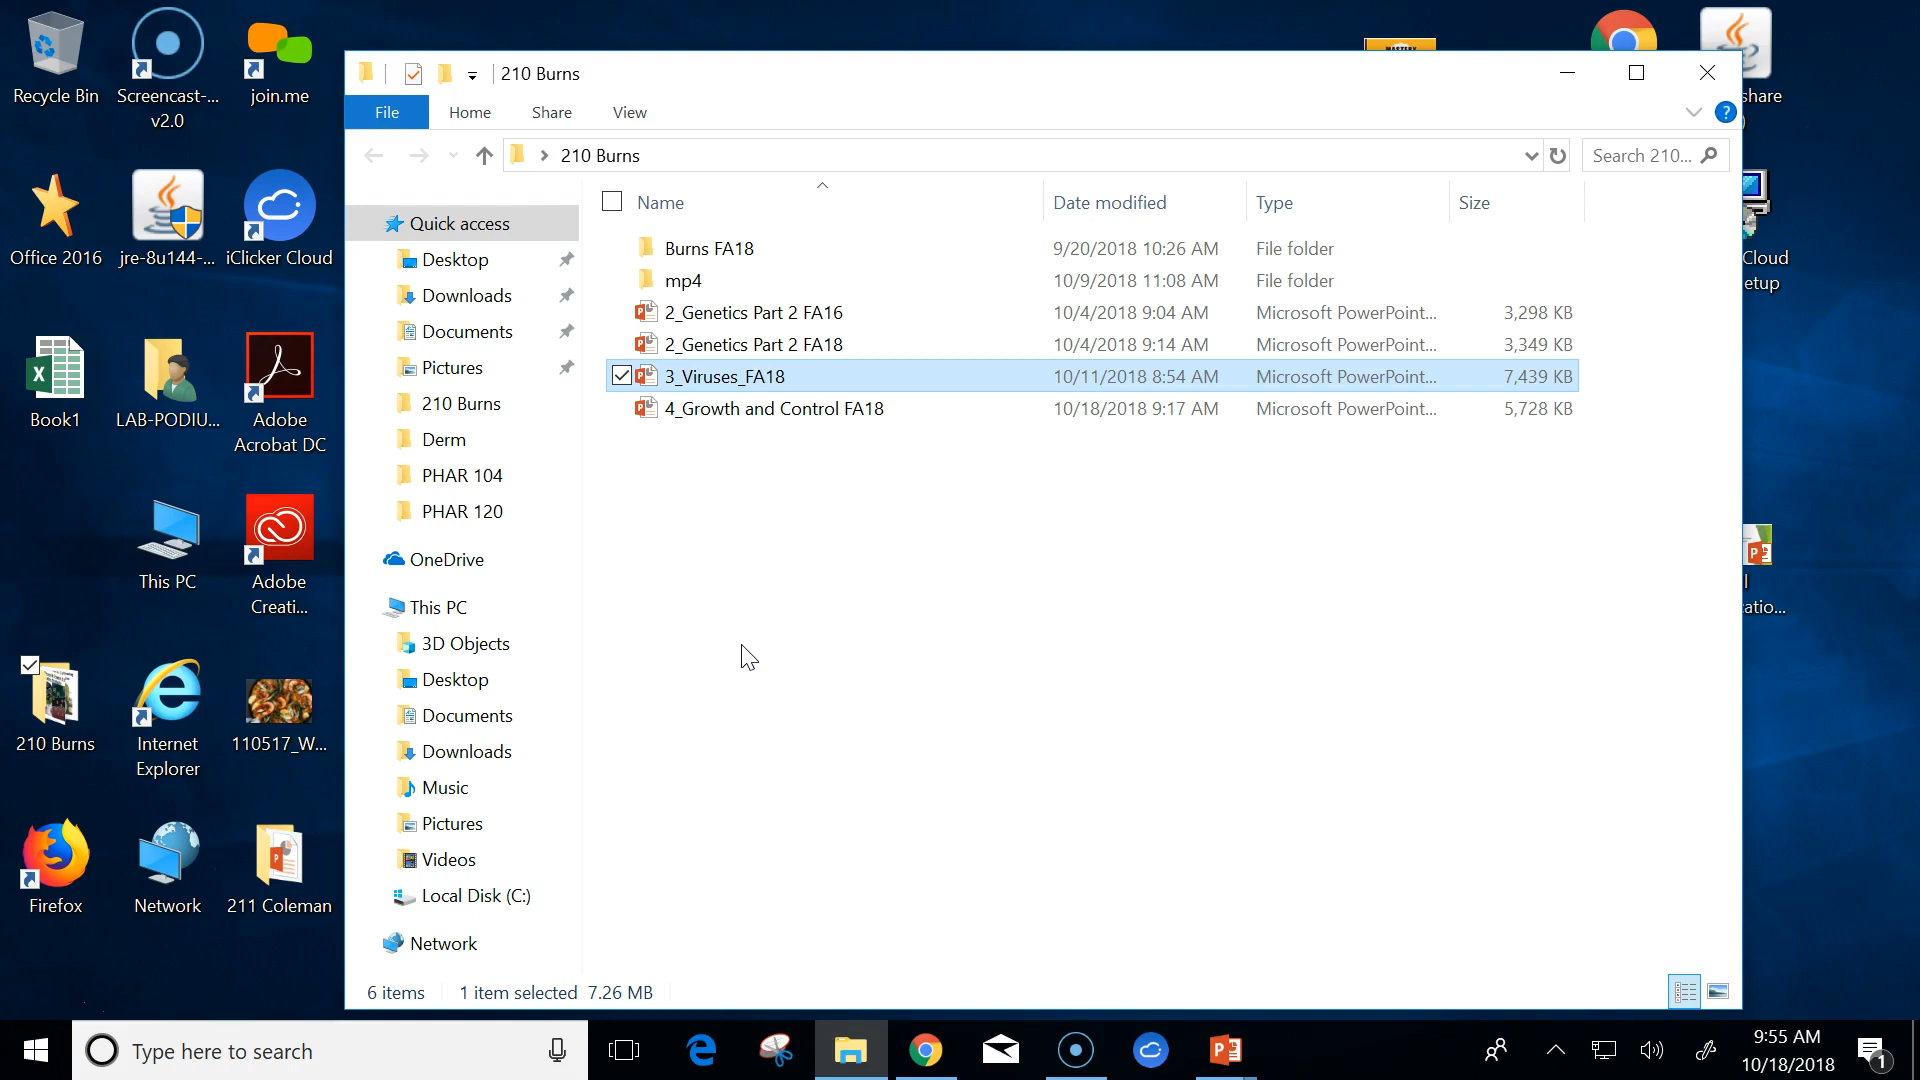 Recycle Bin
Screencast-...
v2.0
join.me
Office 2016
jre-8u144-...
iClicker Cloud
Book1
LAB-PODIU...
Adobe
Acrobat DC
This PC
Adobe
Creati...
210 Burns
Internet
Explorer
110517_W...
Firefox
Network
211 Coleman
210 Burns
File
Home
Share
View
?
210 Burns
Search 210...
Name
Date modified
Type
Size
Quick access
Desktop
Downloads
Documents
Pictures
210 Burns
Derm
PHAR 104
PHAR 120
OneDrive
This PC
3D Objects
Desktop
Documents
Downloads
Music
Pictures
Videos
Local Disk (C:)
Network
Burns FA18 9/20/2018 10:26 AM File folder
mp4 10/9/2018 11:08 AM File folder
2_Genetics Part 2 FA16 10/4/2018 9:04 AM Microsoft PowerPoint... 3,298 KB
2_Genetics Part 2 FA18 10/4/2018 9:14 AM Microsoft PowerPoint... 3,349 KB
3_Viruses_FA18 10/11/2018 8:54 AM Microsoft PowerPoint... 7,439 KB
4_Growth and Control FA18 10/18/2018 9:17 AM Microsoft PowerPoint... 5,728 KB
6 items 1 item selected 7.26 MB
share
Cloud
etup
atio...
Type here to search
9:55 AM
10/18/2018
1